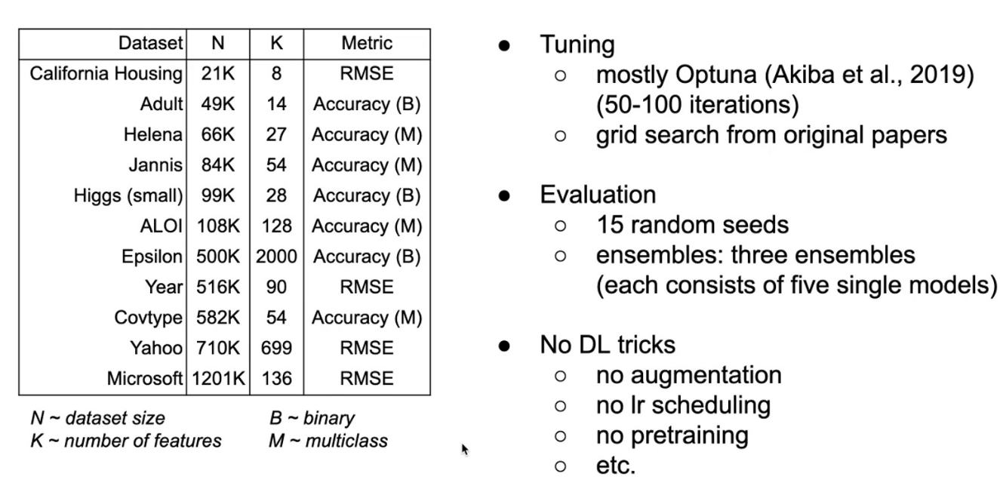 Dataset N K Metric
California Housing 21K 8 RMSE
Adult 49K 14 Accuracy (B)
Helena 66K 27 Accuracy (M)
Jannis 84K 54 Accuracy (M)
Higgs (small) 99K 28 Accuracy (B)
ALOI 108K 128 Accuracy (M)
Epsilon 500K 2000 Accuracy (B)
Year 516K 90 RMSE
Covtype 582K 54 Accuracy (M)
Yahoo 710K 699 RMSE
Microsoft 1201K 136 RMSE
N ~ dataset size B ~ binary
K ~ number of features M ~ multiclass
● Tuning
○ mostly Optuna (Akiba et al., 2019)
(50-100 iterations)
○ grid search from original papers
● Evaluation
○ 15 random seeds
○ ensembles: three ensembles
(each consists of five single models)
● No DL tricks
○ no augmentation
○ no lr scheduling
○ no pretraining
○ etc.